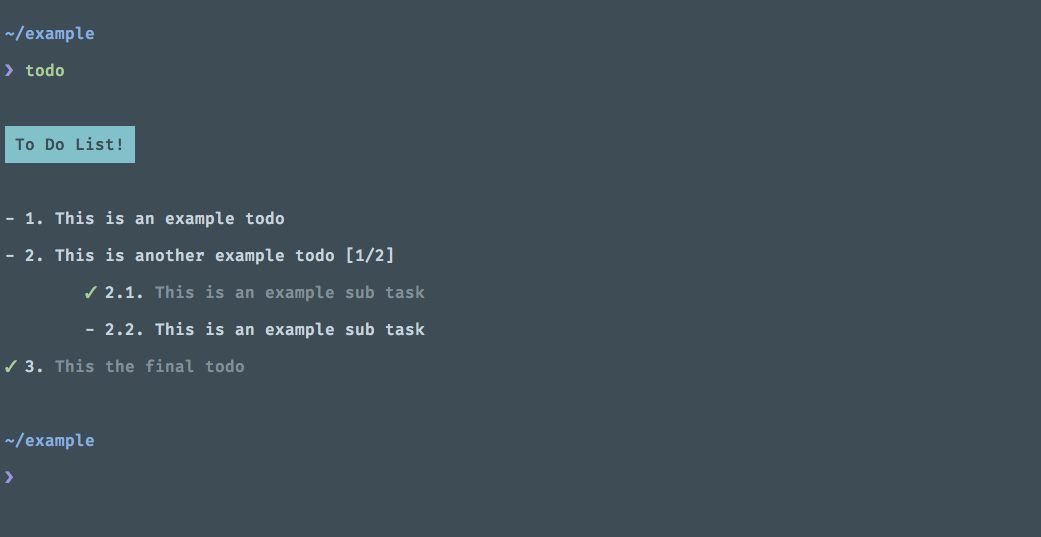 ~/example
❯ todo
To Do List!
- 1. This is an example todo
- 2. This is another example todo [1/2]
✓ 2.1. This is an example sub task
- 2.2. This is an example sub task
✓ 3. This the final todo
~/example
❯